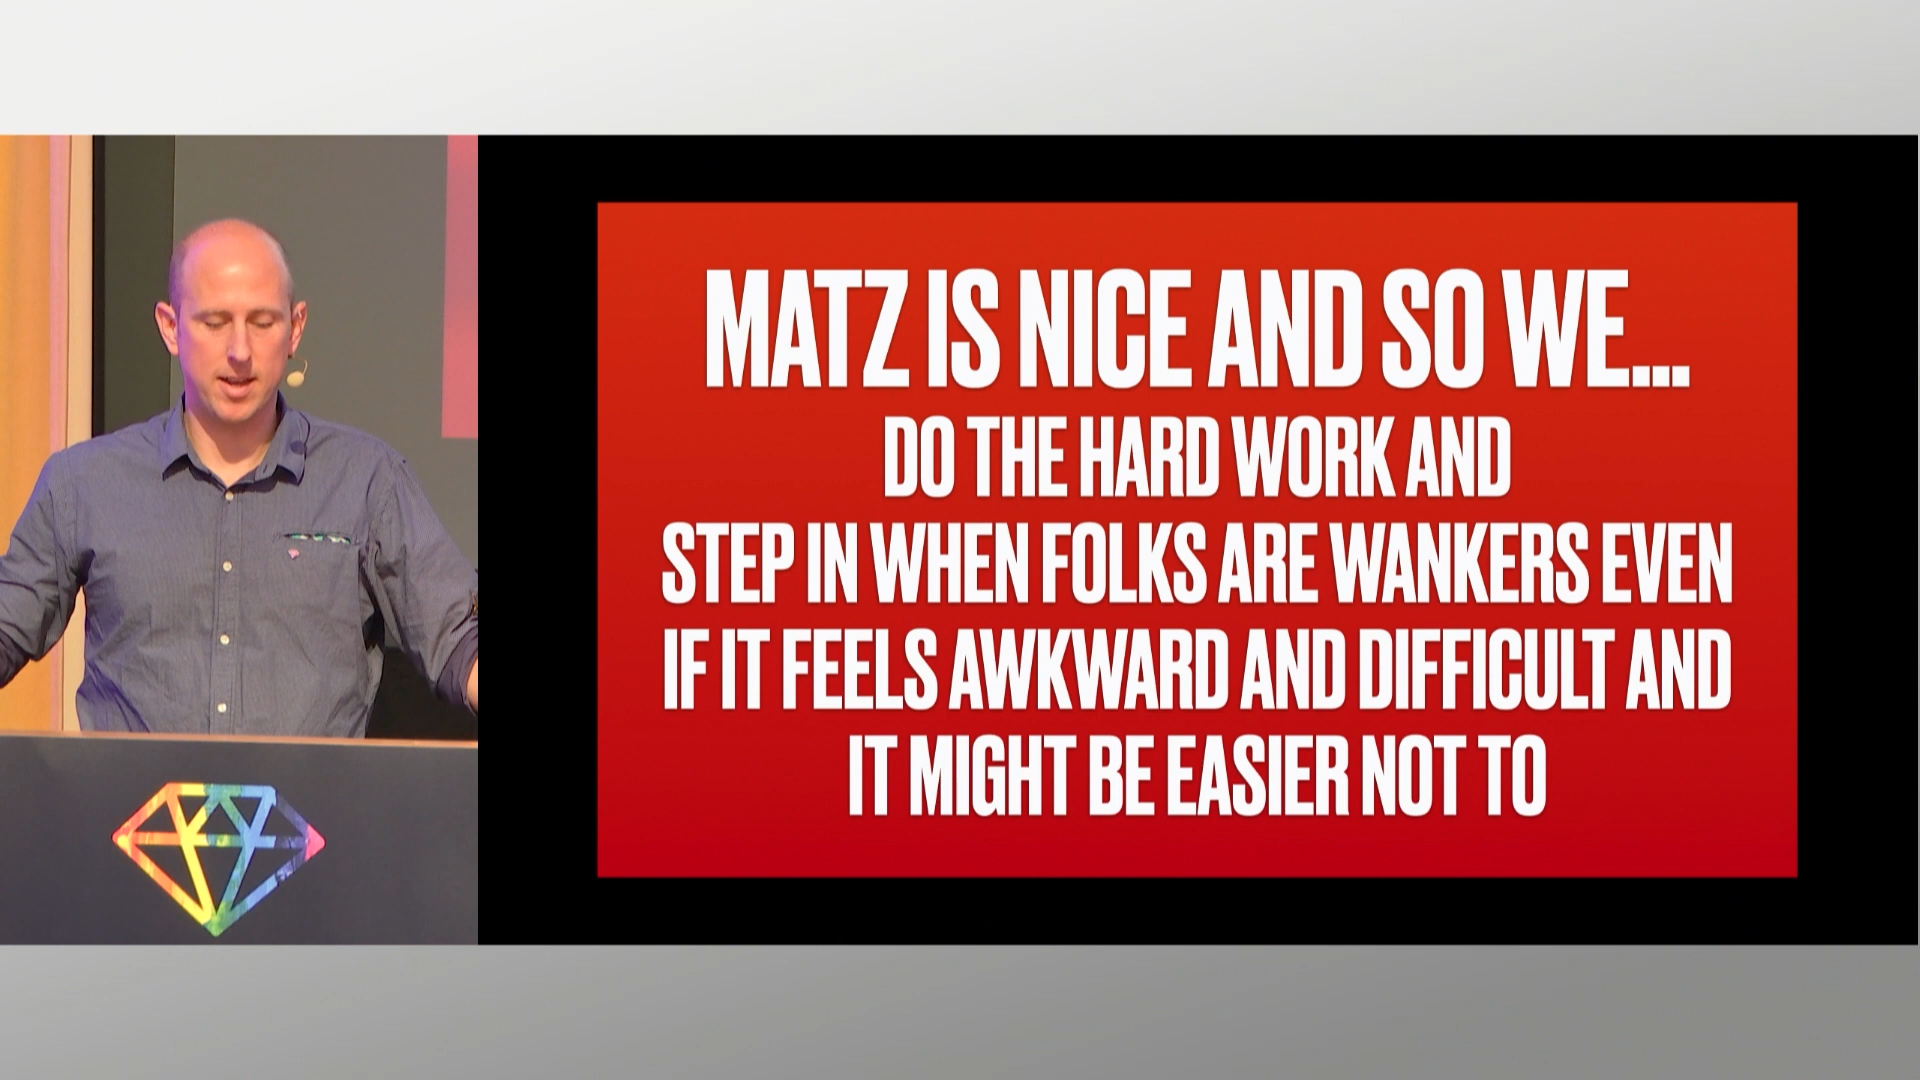 MATZ IS NICE AND SO WE...
DO THE HARD WORK AND
STEP IN WHEN FOLKS ARE WANKERS EVEN
IF IT FEELS AWKWARD AND DIFFICULT AND
IT MIGHT BE EASIER NOT TO